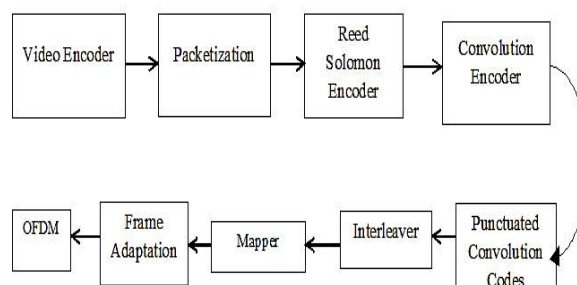 Video Encoder
Packetization
Reed
Solomon
Encoder
Convolution
Encoder
Punctuated
Convolution
Codes
Interleaver
Mapper
Frame
Adaptation
OFDM